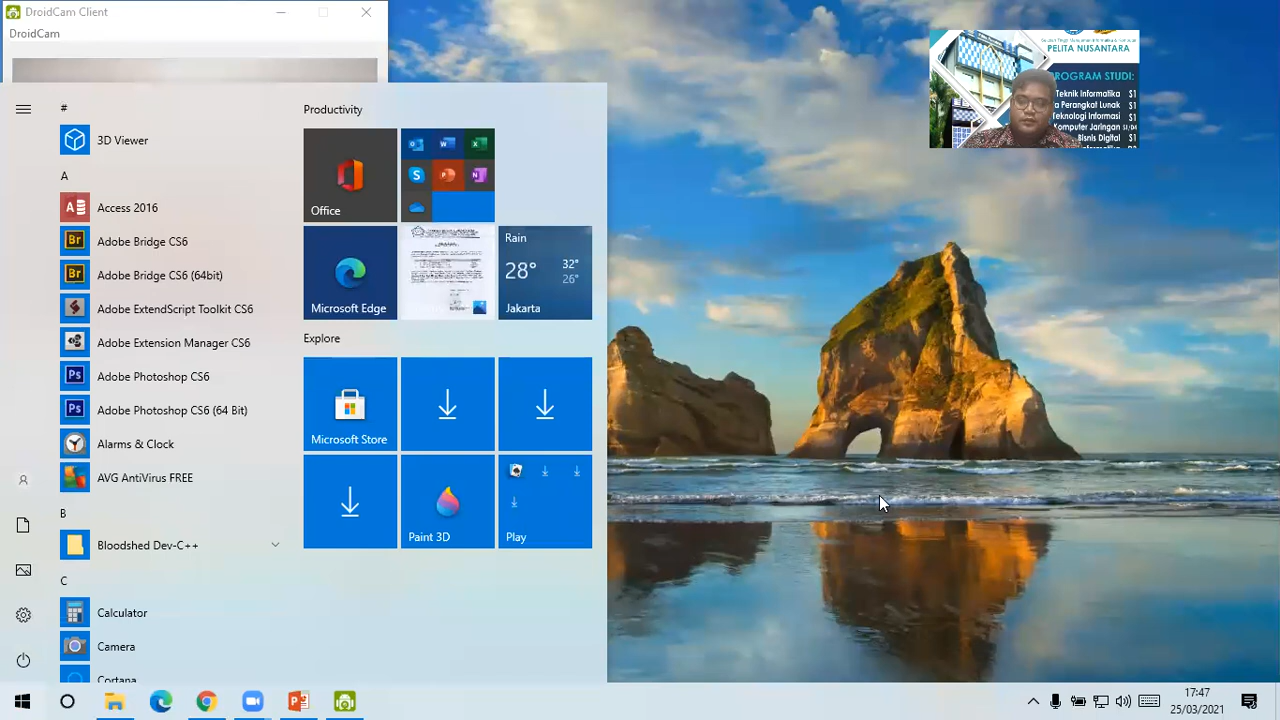 DroidCam Client
DroidCam
#
3D Viewer
A
Access 2016
Adobe Bridge CS6
Adobe Bridge CS6 (64bit)
Adobe ExtendScript Toolkit CS6
Adobe Extension Manager CS6
Adobe Photoshop CS6
Adobe Photoshop CS6 (64 Bit)
Alarms & Clock
AVG AntiVirus FREE
B
Bloodshed Dev-C++
C
Calculator
Camera
Cortana
Productivity
Office
Microsoft Edge
Rain
28°
32°
26°
Jakarta
Explore
Microsoft Store
Paint 3D
Play
PELITA NUSANTARA
PROGRAM STUDI:
Teknik Informatika S1
Perangkat Lunak S1
Teknologi Informasi S1
Komputer Jaringan
Bisnis Digital S1
17:47
25/03/2021